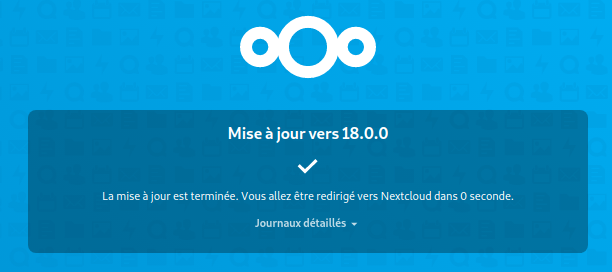 Mise à jour vers 18.0.0
La mise à jour est terminée. Vous allez être redirigé vers Nextcloud dans 0 seconde.
Journaux détaillés